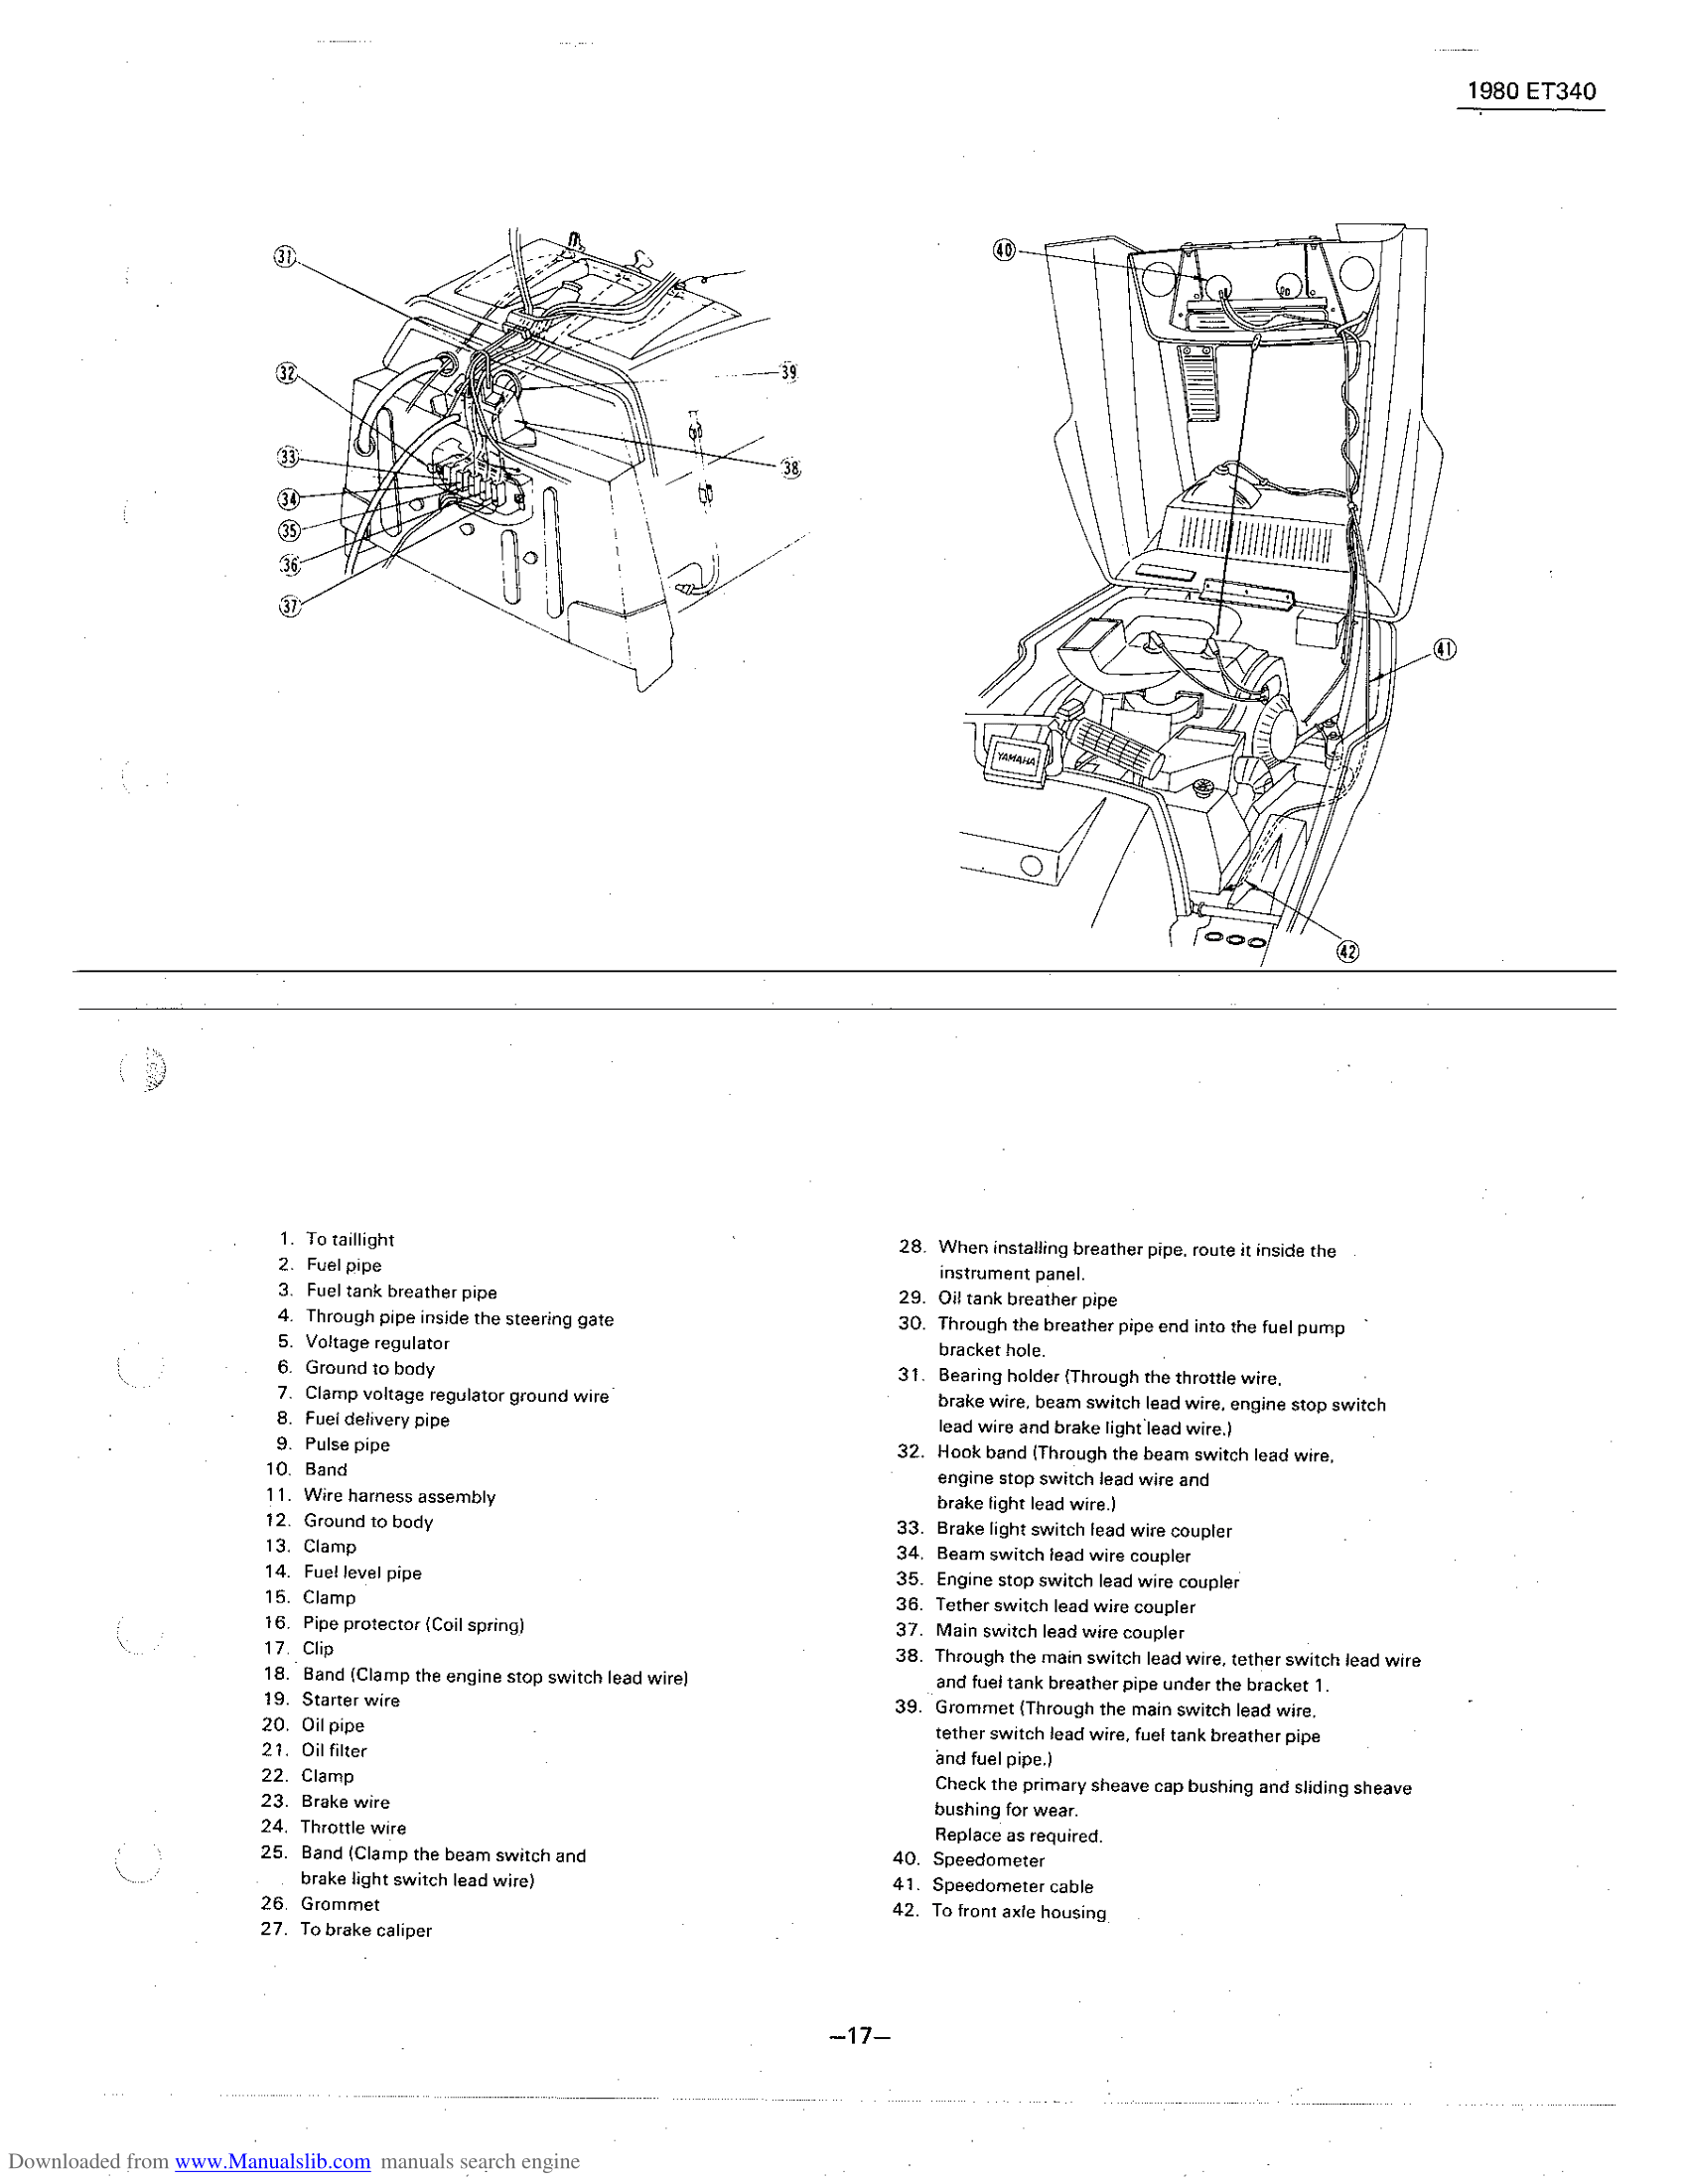 1980 ET340
31
32
33
34
35
36
37
39
38
40
41
42
YAMAHA
1. To taillight
2. Fuel pipe
3. Fuel tank breather pipe
4. Through pipe inside the steering gate
5. Voltage regulator
6. Ground to body
7. Clamp voltage regulator ground wire
8. Fuel delivery pipe
9. Pulse pipe
10. Band
11. Wire harness assembly
12. Ground to body
13. Clamp
14. Fuel level pipe
15. Clamp
16. Pipe protector (Coil spring)
17. Clip
18. Band (Clamp the engine stop switch lead wire)
19. Starter wire
20. Oil pipe
21. Oil filter
22. Clamp
23. Brake wire
24. Throttle wire
25. Band (Clamp the beam switch and
brake light switch lead wire)
26. Grommet
27. To brake caliper
28. When installing breather pipe, route it inside the
instrument panel.
29. Oil tank breather pipe
30. Through the breather pipe end into the fuel pump
bracket hole.
31. Bearing holder (Through the throttle wire,
brake wire, beam switch lead wire, engine stop switch
lead wire and brake light lead wire.)
32. Hook band (Through the beam switch lead wire,
engine stop switch lead wire and
brake light lead wire.)
33. Brake light switch lead wire coupler
34. Beam switch lead wire coupler
35. Engine stop switch lead wire coupler
36. Tether switch lead wire coupler
37. Main switch lead wire coupler
38. Through the main switch lead wire, tether switch lead wire
and fuel tank breather pipe under the bracket 1.
39. Grommet (Through the main switch lead wire,
tether switch lead wire, fuel tank breather pipe
and fuel pipe.)
Check the primary sheave cap bushing and sliding sheave
bushing for wear.
Replace as required.
40. Speedometer
41. Speedometer cable
42. To front axle housing
—17—
Downloaded from www.Manualslib.com manuals search engine